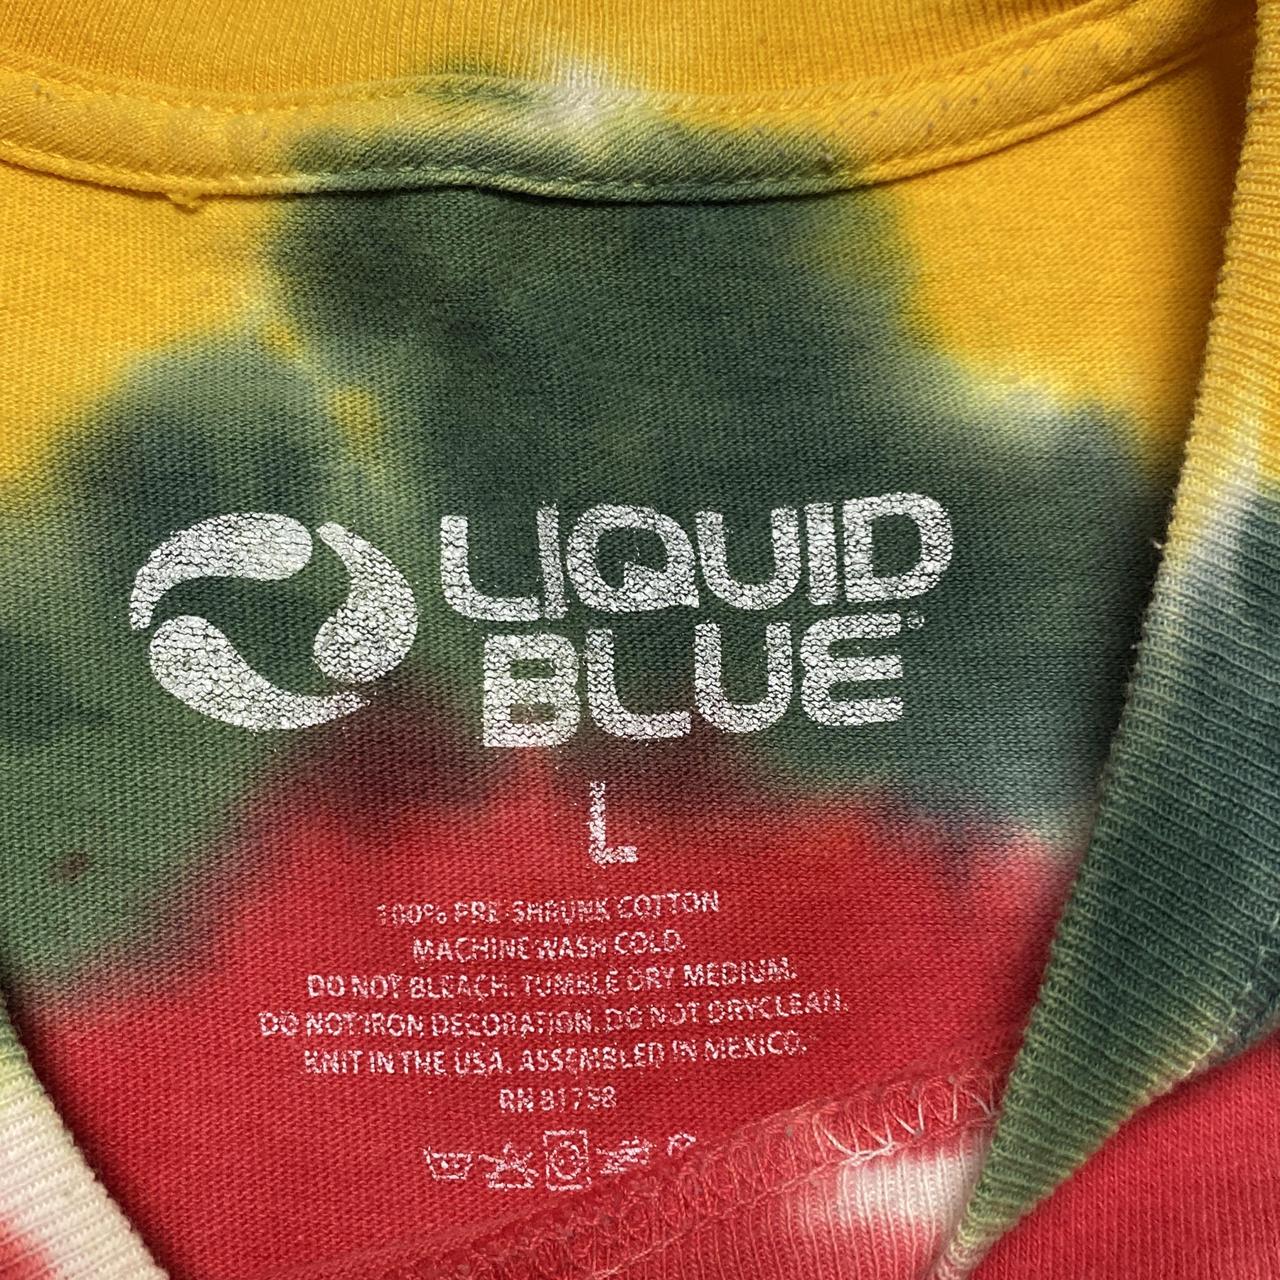 LIQUID
BLUE®
L
100% PRE-SHRUNK COTTON
MACHINE WASH COLD.
DO NOT BLEACH. TUMBLE DRY MEDIUM.
DO NOT IRON DECORATION. DO NOT DRYCLEAN.
KNIT IN THE USA. ASSEMBLED IN MEXICO.
RN 81798